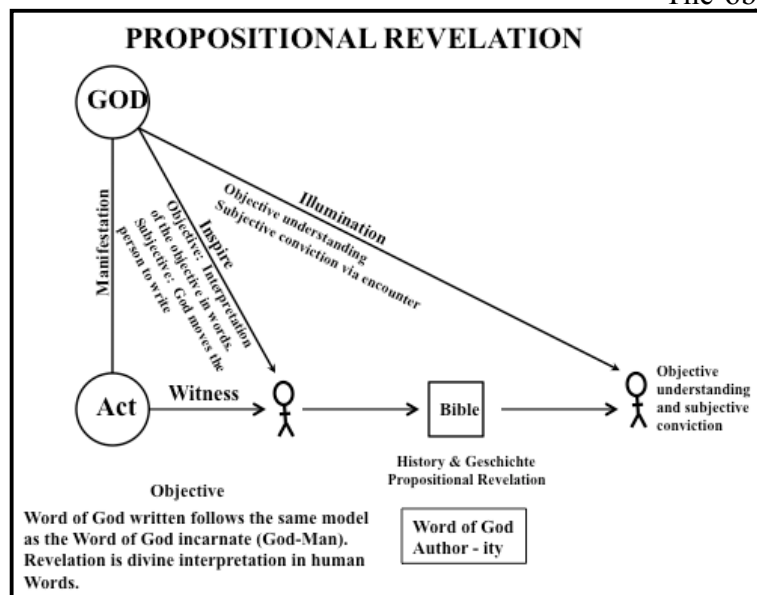 The ob
PROPOSITIONAL REVELATION
GOD
Manifestation
Inspire
Objective: Interpretation
of the objective in words.
Subjective: God moves the
person to write
Illumination
Objective understanding
Subjective conviction via encounter
Act
Witness
Bible
Objective
understanding
and subjective
conviction
History & Geschichte
Propositional Revelation
Objective
Word of God written follows the same model
as the Word of God incarnate (God-Man).
Revelation is divine interpretation in human
Words.
Word of God
Author - ity